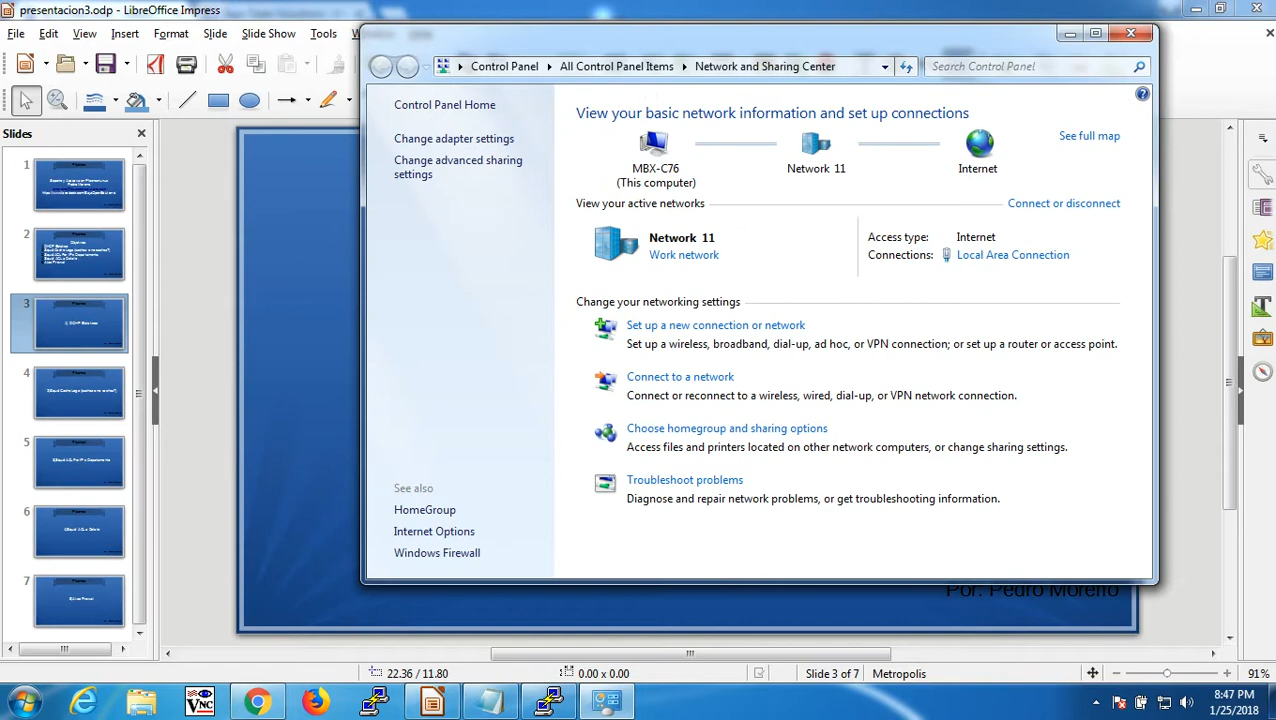 presentacion3.odp - LibreOffice Impress
File Edit View Insert Format Slide Slide Show Tools
Control Panel All Control Panel Items Network and Sharing Center
Search Control Panel
Slides
1
2
3
4
5
6
7
Control Panel Home
Change adapter settings
Change advanced sharing
settings
See also
HomeGroup
Internet Options
Windows Firewall
View your basic network information and set up connections
See full map
MBX-C76
(This computer)
Network 11
Internet
View your active networks
Connect or disconnect
Network 11
Work network
Access type: Internet
Connections: Local Area Connection
Change your networking settings
Set up a new connection or network
Set up a wireless, broadband, dial-up, ad hoc, or VPN connection; or set up a router or access point.
Connect to a network
Connect or reconnect to a wireless, wired, dial-up, or VPN network connection.
Choose homegroup and sharing options
Access files and printers located on other network computers, or change sharing settings.
Troubleshoot problems
Diagnose and repair network problems, or get troubleshooting information.
Por: Pedro Moreno
22.36 / 11.80
0.00 x 0.00
Slide 3 of 7
Metropolis
91%
8:47 PM
1/25/2018